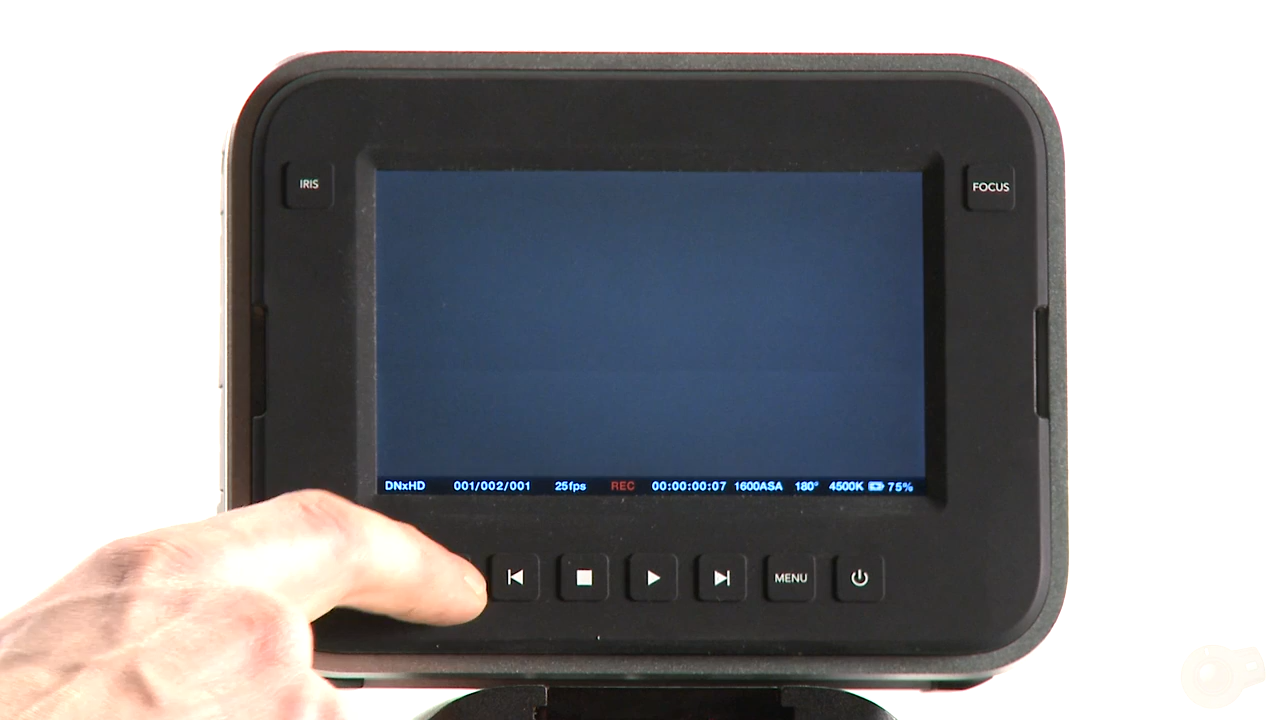 IRIS
FOCUS
DNxHD 001/002/001 25fps REC 00:00:00:07 1600ASA 180° 4500K 75%
MENU